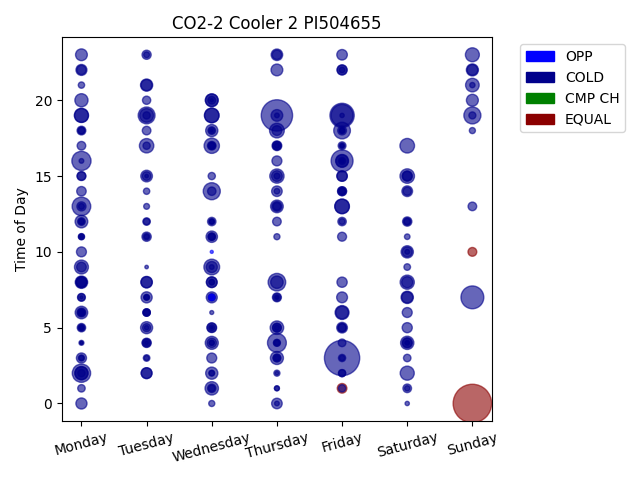 CO2-2 Cooler 2 PI504655
OPP
COLD
CMP CH
EQUAL
Time of Day
20
15
10
5
0
Monday
Tuesday
Wednesday
Thursday
Friday
Saturday
Sunday